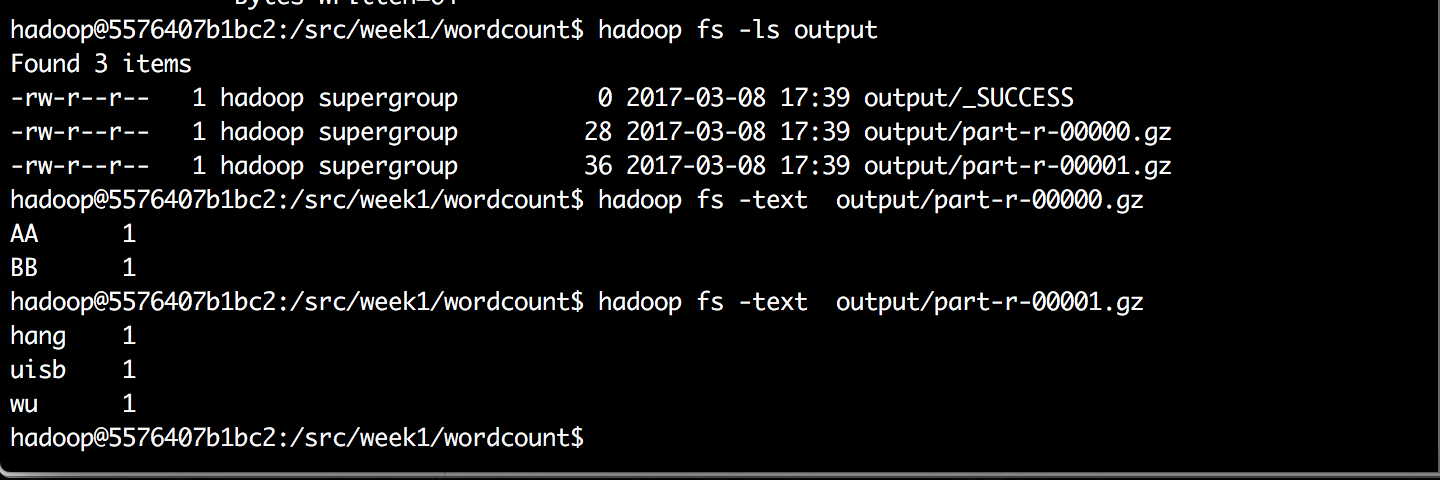 Bytes Written=64
hadoop@5576407b1bc2:/src/week1/wordcount$ hadoop fs -ls output
Found 3 items
-rw-r--r--   1 hadoop supergroup          0 2017-03-08 17:39 output/_SUCCESS
-rw-r--r--   1 hadoop supergroup         28 2017-03-08 17:39 output/part-r-00000.gz
-rw-r--r--   1 hadoop supergroup         36 2017-03-08 17:39 output/part-r-00001.gz
hadoop@5576407b1bc2:/src/week1/wordcount$ hadoop fs -text  output/part-r-00000.gz
AA      1
BB      1
hadoop@5576407b1bc2:/src/week1/wordcount$ hadoop fs -text  output/part-r-00001.gz
hang    1
uisb    1
wu      1
hadoop@5576407b1bc2:/src/week1/wordcount$